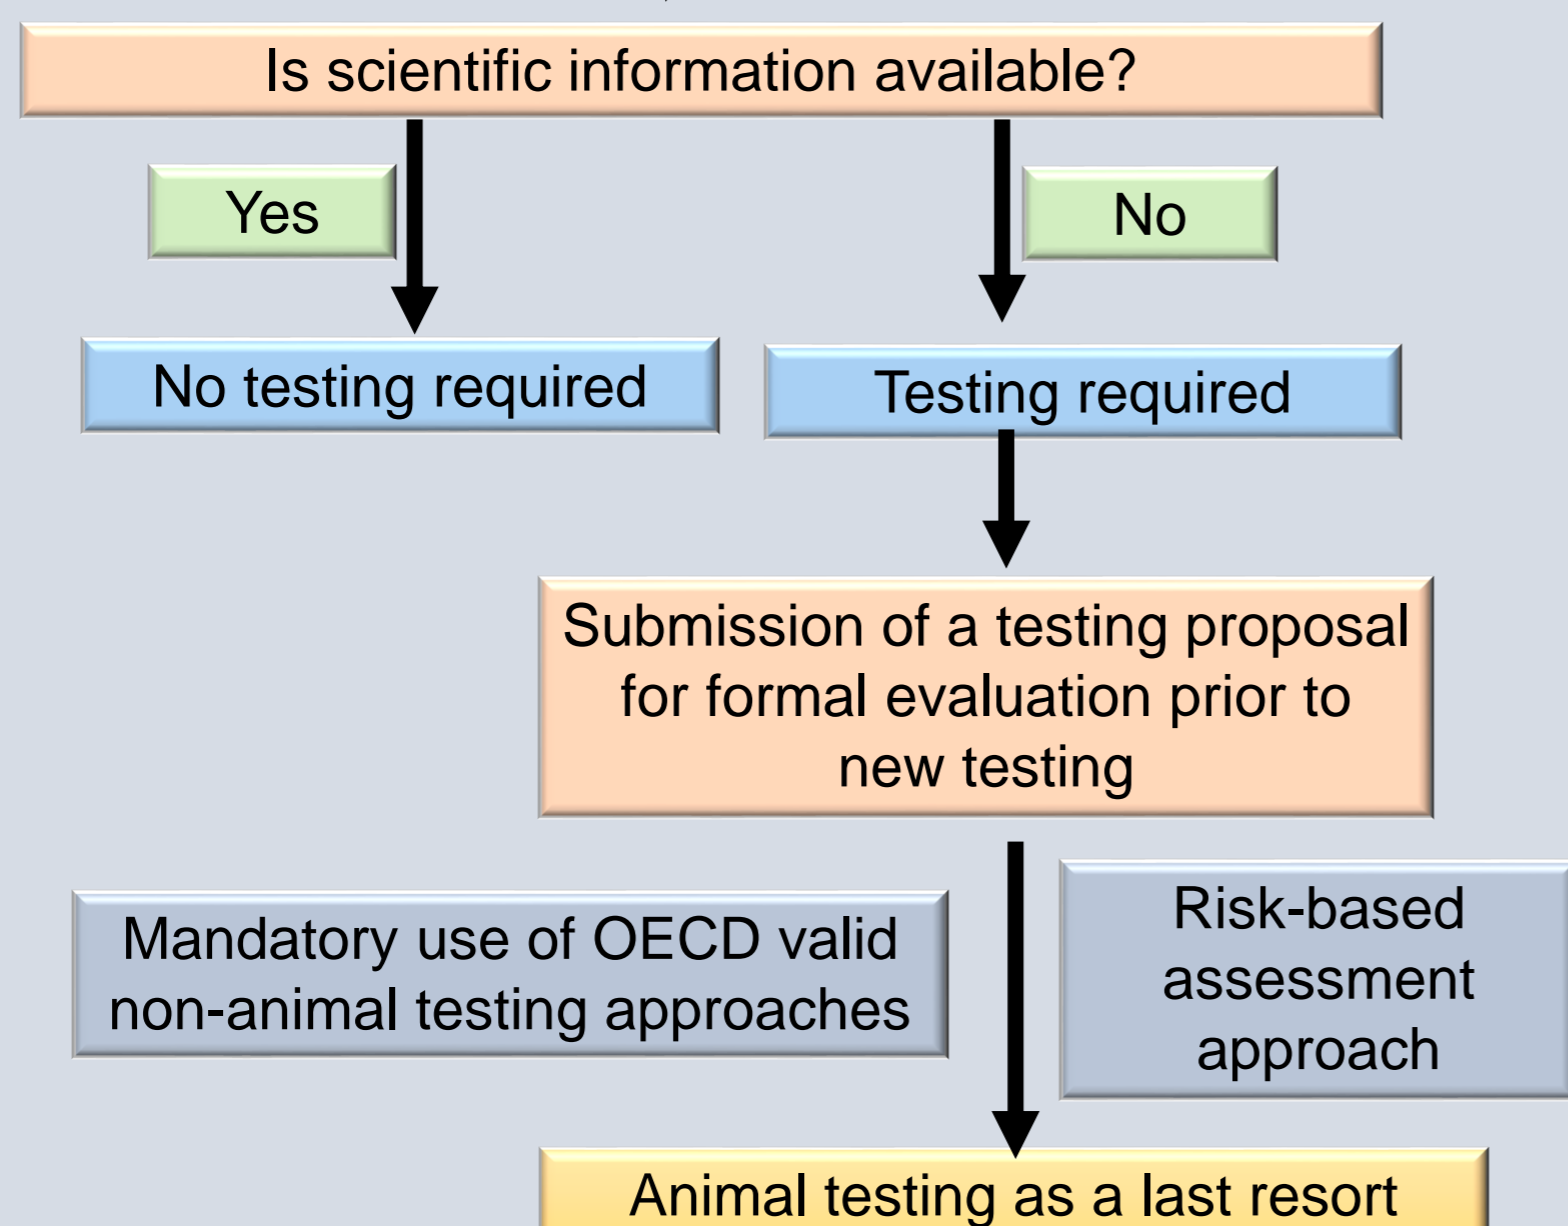 Is scientific information available?
Yes
No
No testing required
Testing required
Submission of a testing proposal
for formal evaluation prior to
new testing
Mandatory use of OECD valid
non-animal testing approaches
Risk-based
assessment
approach
Animal testing as a last resort